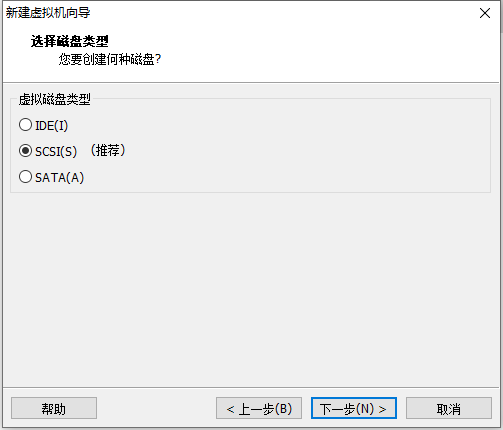 新建虚拟机向导
选择磁盘类型
您要创建何种磁盘?
虚拟磁盘类型
IDE(I)
SCSI(S) （推荐）
SATA(A)
帮助
< 上一步(B)
下一步(N) >
取消